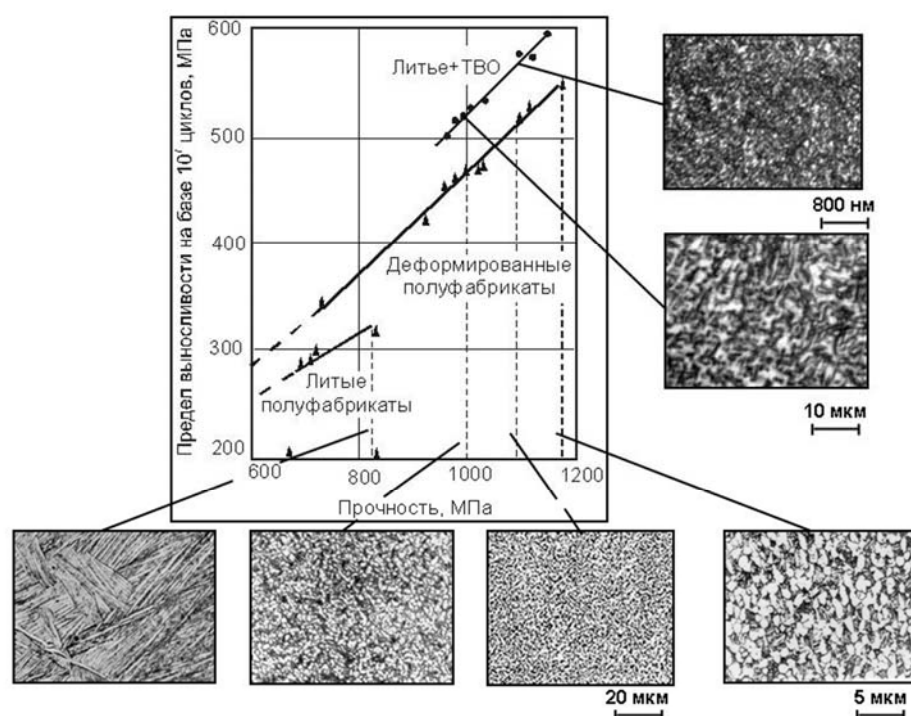 Предел выносливости на базе 10⁷ циклов, МПа
600
500
400
300
200
Литье+ТВО
Деформированные
полуфабрикаты
Литые
полуфабрикаты
600
800
1000
1200
Прочность, МПа
800 нм
10 мкм
20 мкм
5 мкм